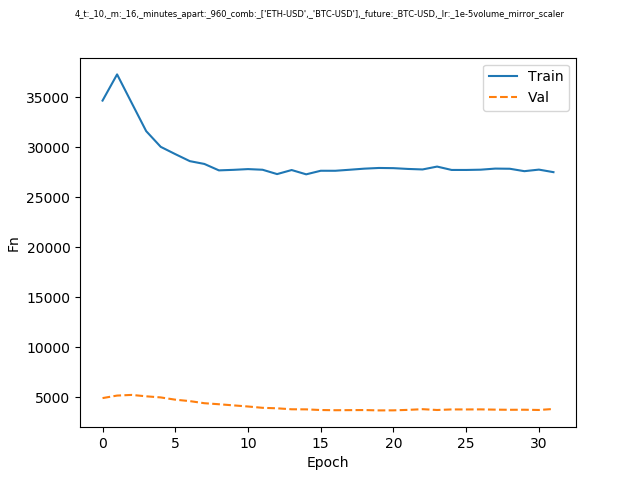 4_t:_10,_m:_16,_minutes_apart:_960_comb:_['ETH-USD',_'BTC-USD'],_future:_BTC-USD,_lr:_1e-5volume_mirror_scaler
Train
Val
35000
30000
25000
20000
15000
10000
5000
Fn
0 5 10 15 20 25 30
Epoch